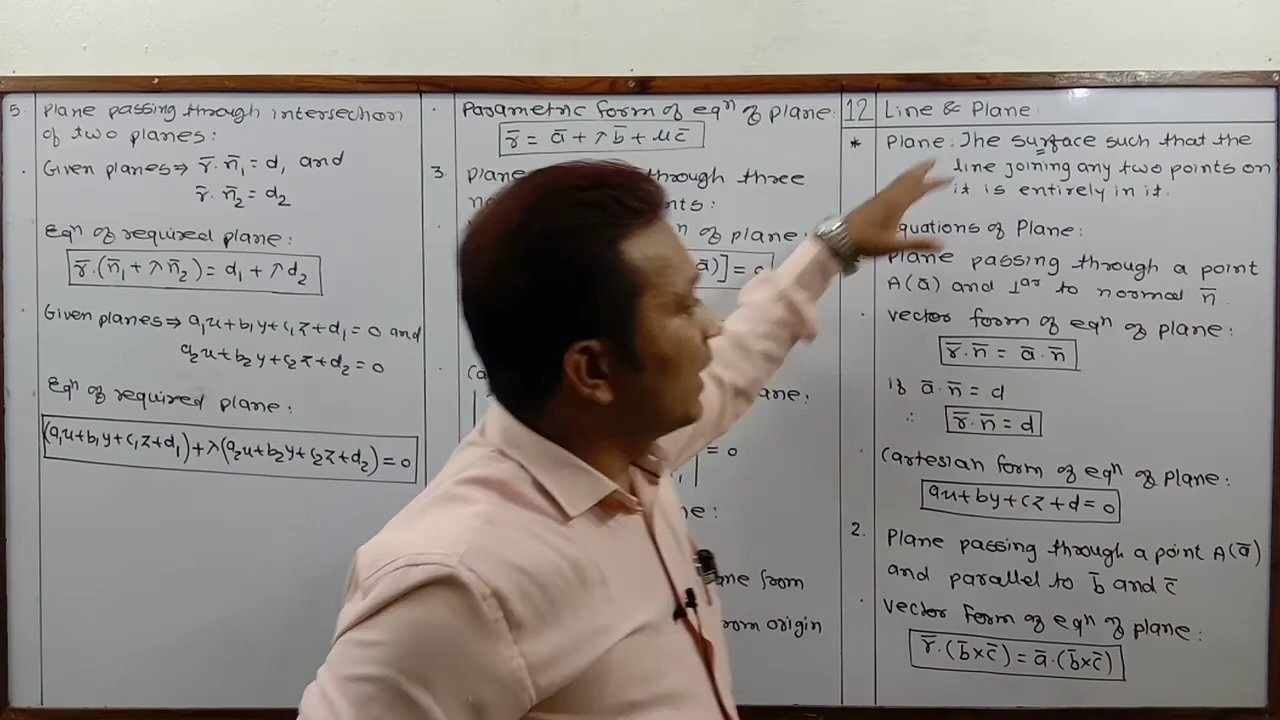 12 Line & Plane:
* Plane: The surface such that the
line joining any two points on
it is entirely in it.
quations of Plane:
Plane passing through a point
A(ā) and ⊥ar to normal n̄.
· vector form of eqⁿ of plane:
r̄.n̄ = ā.n̄
If ā.n̄ = d
∴ r̄.n̄ = d
· Cartesian form of eqⁿ of plane:
ax+by+cz+d=0
2. Plane passing through a point A(ā)
and parallel to b̄ and c̄
· vector form of eqⁿ of plane:
r̄.(b̄×c̄) = ā.(b̄×c̄)
· Parametric form of eqⁿ of plane:
r̄ = ā + λb̄ + μc̄
3. through three
of plane:
ā)] =
= 0
from
from origin
5. Plane passing through intersection
of two planes:
· Given planes ⇒ r̄.n̄₁ = d₁ and
r̄.n̄₂ = d₂
Eqⁿ of required plane:
r̄.(n̄₁+λn̄₂) = d₁+λd₂
· Given planes ⇒ a₁x+b₁y+c₁z+d₁=0 and
a₂x+b₂y+c₂z+d₂=0
Eqⁿ of required plane:
(a₁x+b₁y+c₁z+d₁)+λ(a₂x+b₂y+c₂z+d₂)=0